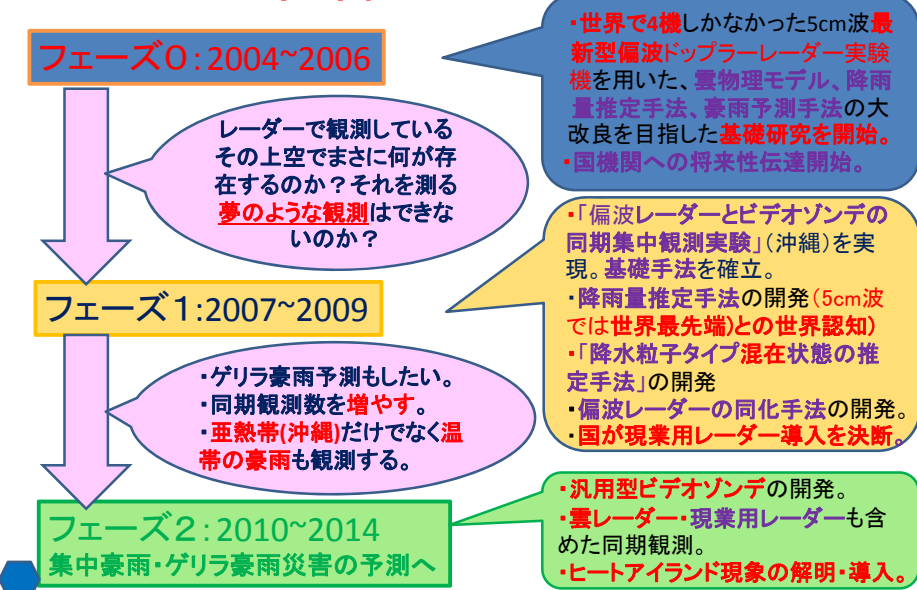 フェーズ０：2004~2006
・世界で4機しかなかった5cm波最
新型偏波ドップラーレーダー実験
機を用いた、雲物理モデル、降雨
量推定手法、豪雨予測手法の大
改良を目指した基礎研究を開始。
・国機関への将来性伝達開始。
レーダーで観測している
その上空でまさに何が存
在するのか？それを測る
夢のような観測はできな
いのか？
フェーズ１:2007~2009
・「偏波レーダーとビデオゾンデの
同期集中観測実験」（沖縄）を実
現。基礎手法を確立。
・降雨量推定手法の開発（5cm波
では世界最先端)との世界認知)
・「降水粒子タイプ混在状態の推
定手法」の開発
・偏波レーダーの同化手法の開発。
・国が現業用レーダー導入を決断。
・ゲリラ豪雨予測もしたい。
・同期観測数を増やす。
・亜熱帯(沖縄)だけでなく温
帯の豪雨も観測する。
フェーズ２：2010~2014
集中豪雨・ゲリラ豪雨災害の予測へ
・汎用型ビデオゾンデの開発。
・雲レーダー・現業用レーダーも含
めた同期観測。
・ヒートアイランド現象の解明・導入。